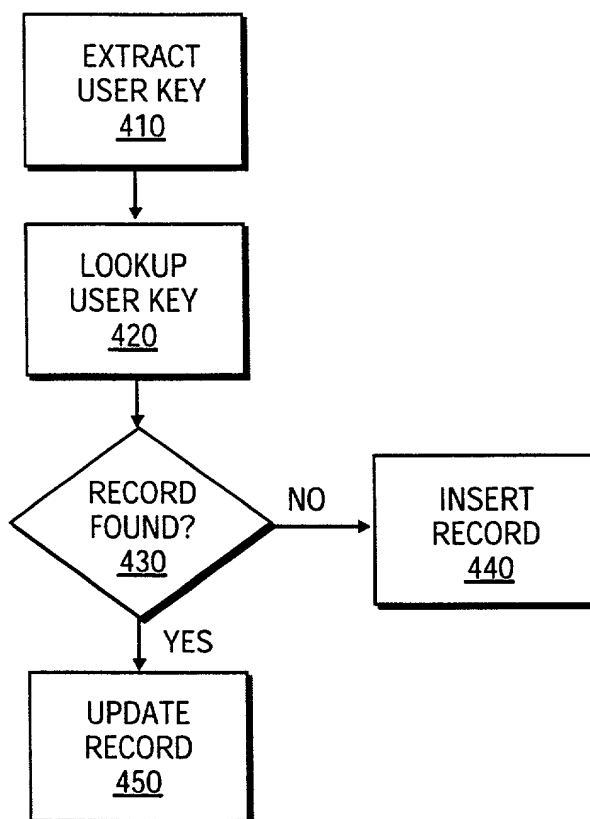 EXTRACT
USER KEY
410
LOOKUP
USER KEY
420
RECORD
FOUND?
430
NO
INSERT
RECORD
440
YES
UPDATE
RECORD
450